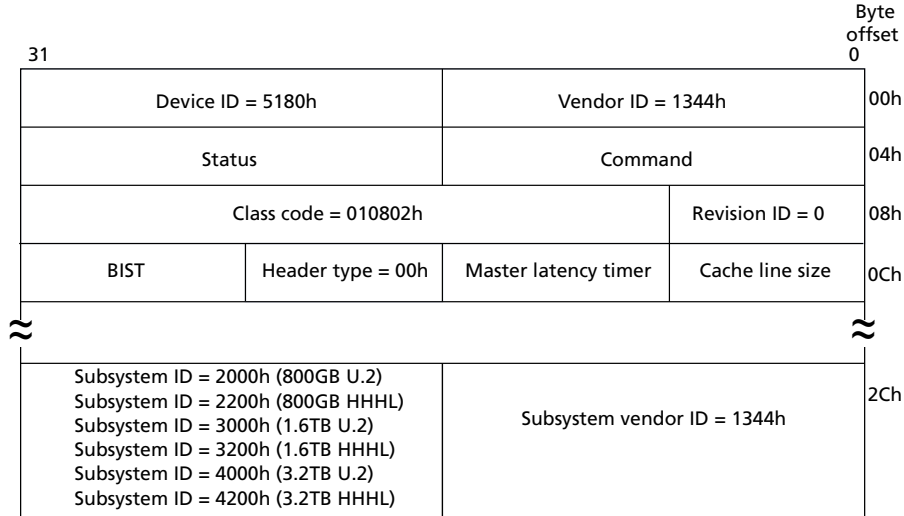 Byte
offset
31 0
Device ID = 5180h Vendor ID = 1344h 00h
Status Command 04h
Class code = 010802h Revision ID = 0 08h
BIST Header type = 00h Master latency timer Cache line size 0Ch
≈ ≈
Subsystem ID = 2000h (800GB U.2)
Subsystem ID = 2200h (800GB HHHL)
Subsystem ID = 3000h (1.6TB U.2)
Subsystem ID = 3200h (1.6TB HHHL)
Subsystem ID = 4000h (3.2TB U.2)
Subsystem ID = 4200h (3.2TB HHHL)
Subsystem vendor ID = 1344h
2Ch